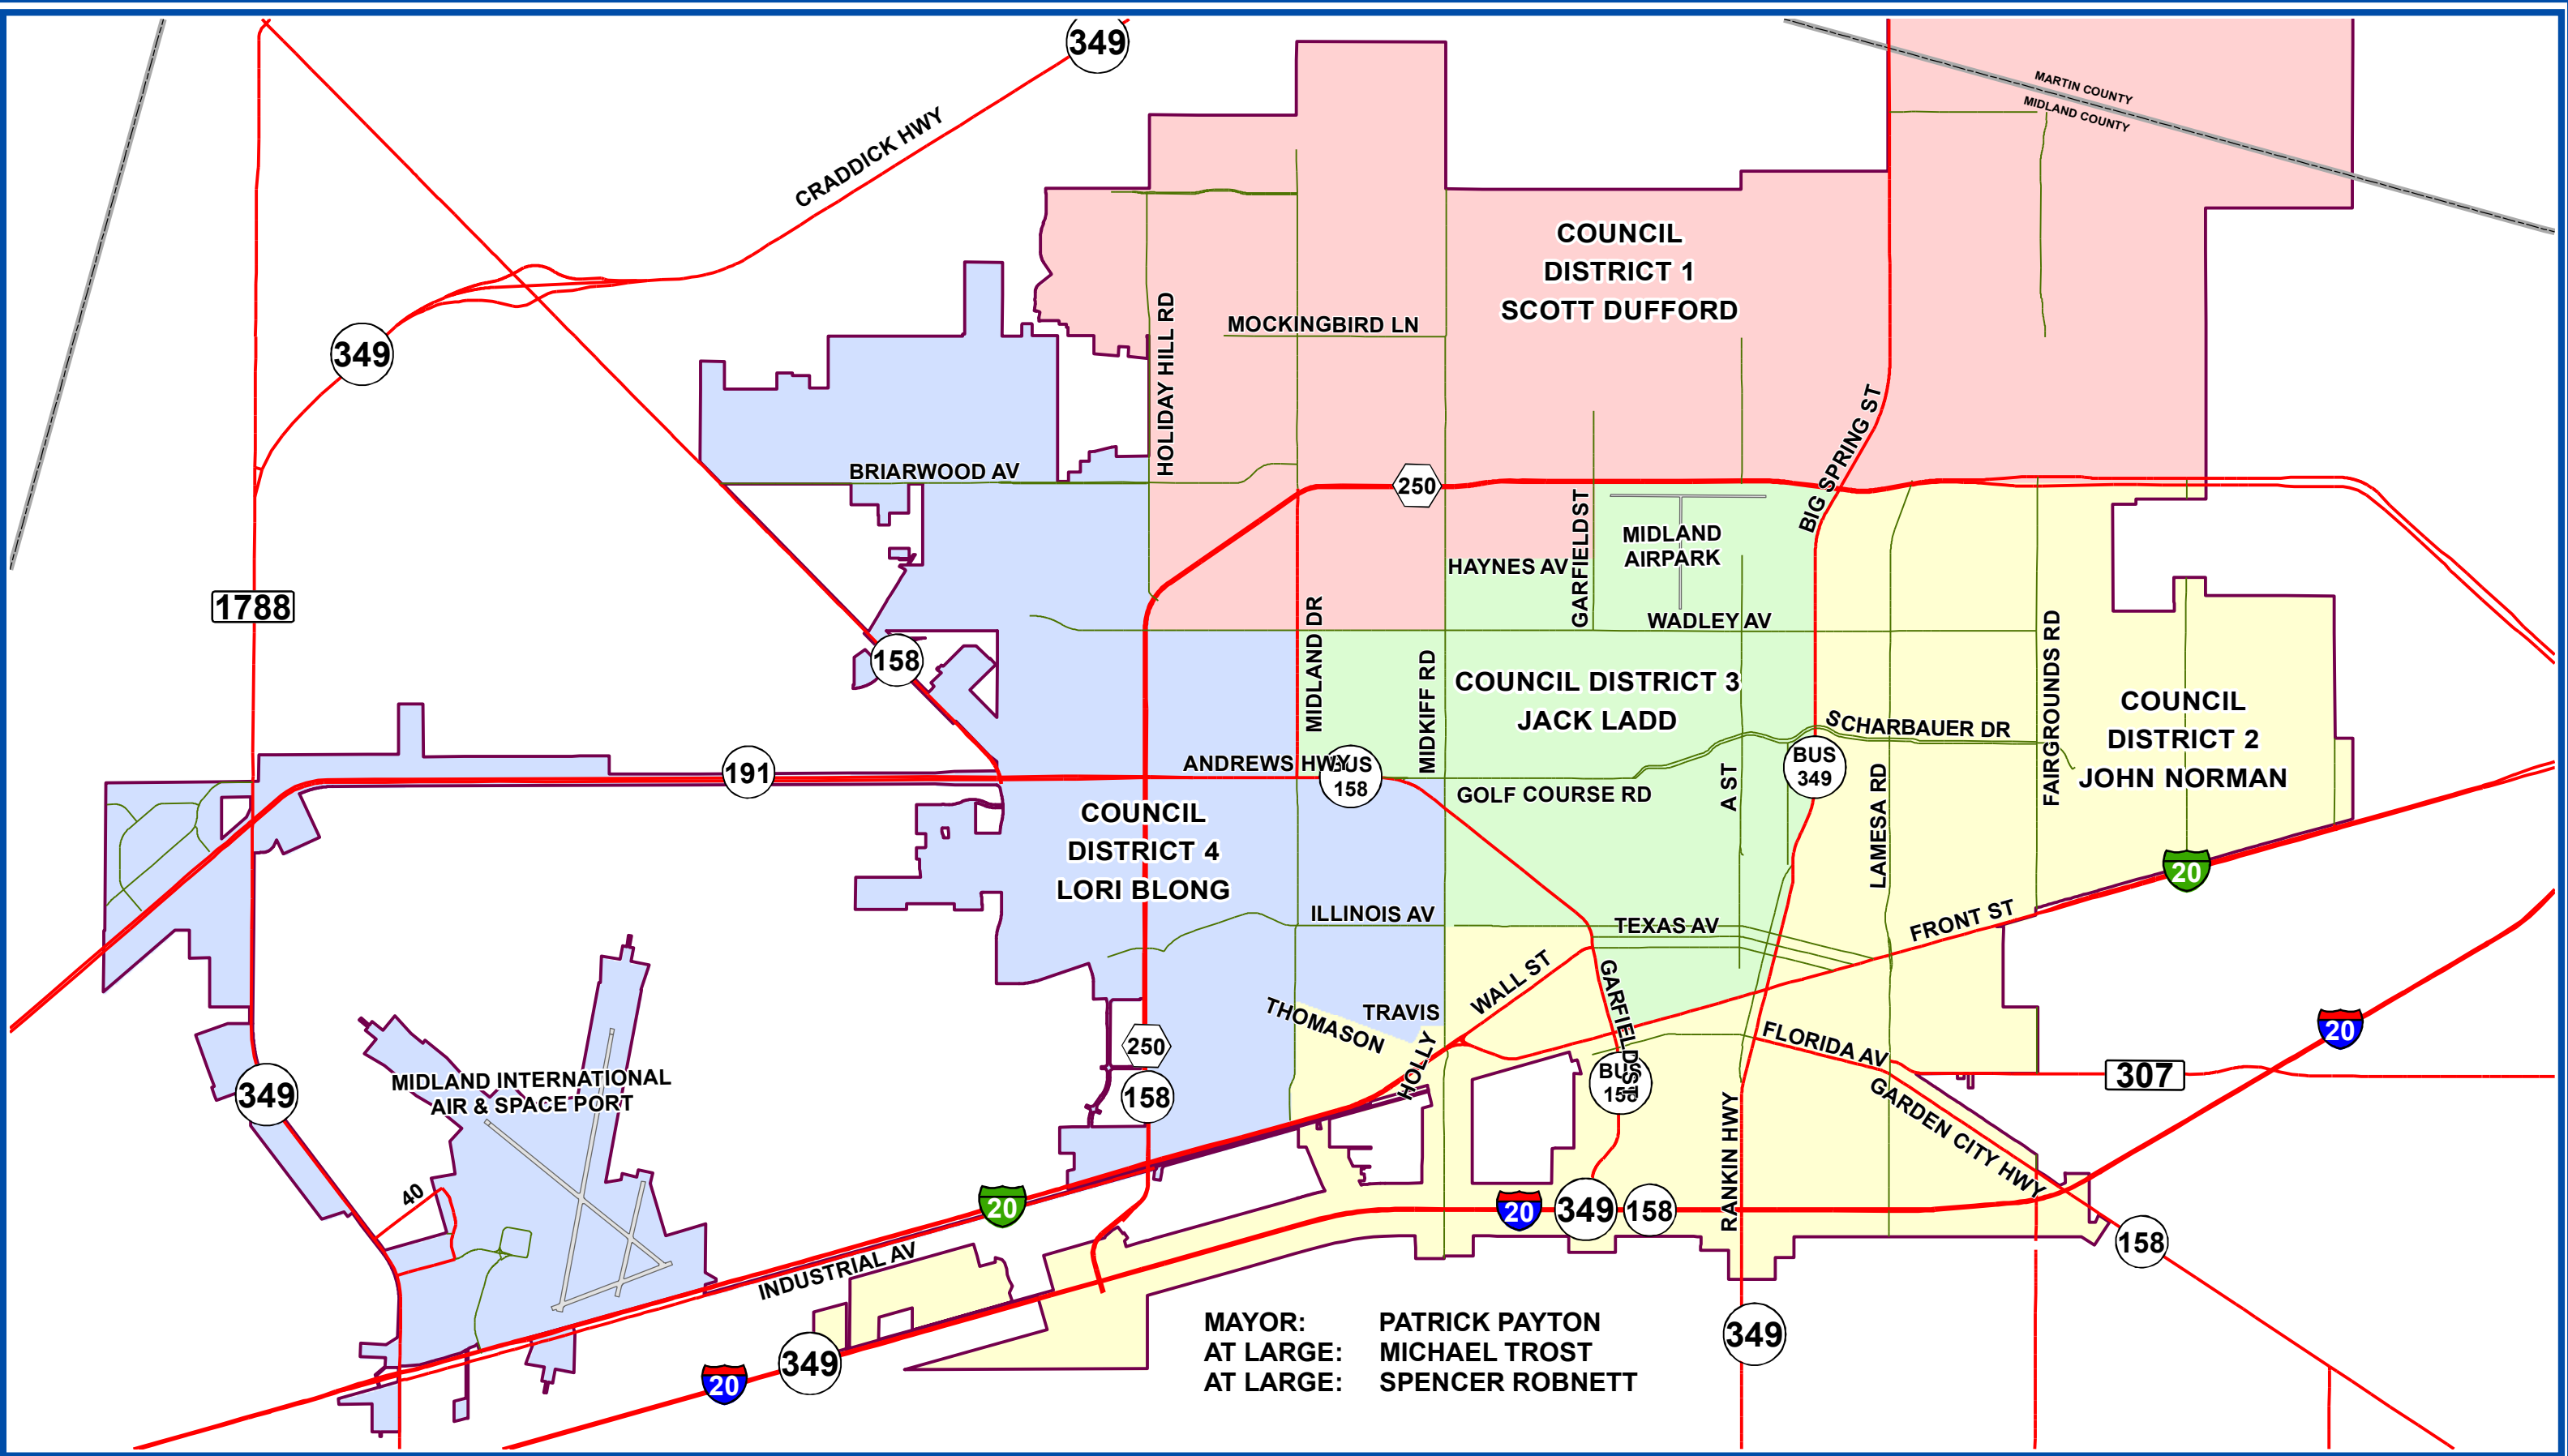 349
MARTIN COUNTY
MIDLAND COUNTY
CRADDICK HWY
COUNCIL
DISTRICT 1
SCOTT DUFFORD
349
MOCKINGBIRD LN
HOLIDAY HILL RD
BIG SPRING ST
BRIARWOOD AV
250
GARFIELD ST
MIDLAND
AIRPARK
HAYNES AV
1788
WADLEY AV
MIDLAND DR
158
MIDKIFF RD
COUNCIL DISTRICT 3
JACK LADD
FAIRGROUNDS RD
COUNCIL
DISTRICT 2
JOHN NORMAN
SCHARBAUER DR
191
ANDREWS HWY
BUS
158
BUS
349
GOLF COURSE RD
A ST
LAMESA RD
COUNCIL
DISTRICT 4
LORI BLONG
20
ILLINOIS AV
TEXAS AV
FRONT ST
WALL ST
GARFIELD ST
THOMASON
TRAVIS
HOLLY
20
250
FLORIDA AV
307
MIDLAND INTERNATIONAL
AIR & SPACE PORT
349
158
BUS
158
GARDEN CITY HWY
RANKIN HWY
40
20
20
349
158
158
INDUSTRIAL AV
349
20
349
MAYOR: PATRICK PAYTON
AT LARGE: MICHAEL TROST
AT LARGE: SPENCER ROBNETT